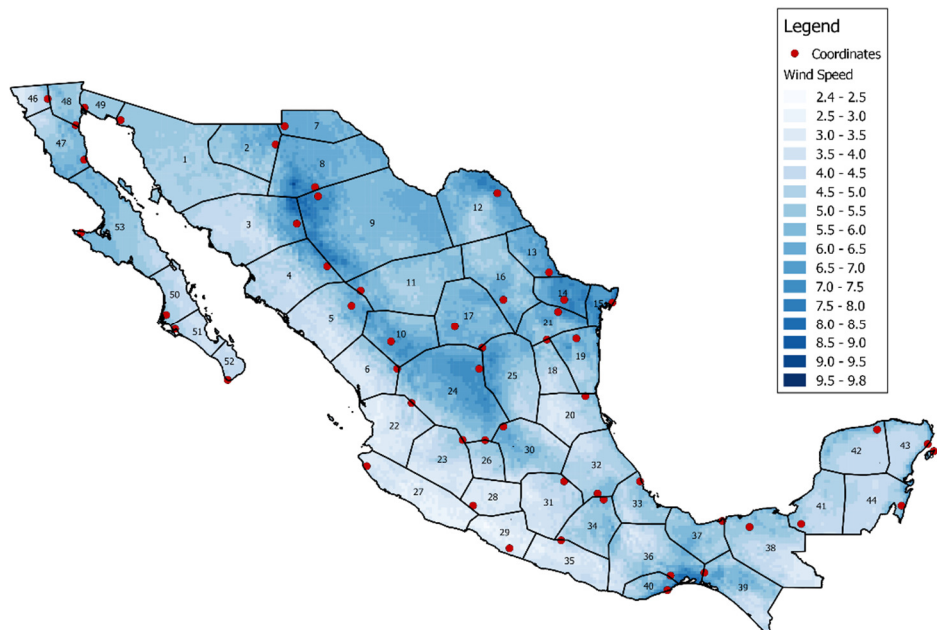 Legend
Coordinates
Wind Speed
2.4 - 2.5
2.5 - 3.0
3.0 - 3.5
3.5 - 4.0
4.0 - 4.5
4.5 - 5.0
5.0 - 5.5
5.5 - 6.0
6.0 - 6.5
6.5 - 7.0
7.0 - 7.5
7.5 - 8.0
8.0 - 8.5
8.5 - 9.0
9.0 - 9.5
9.5 - 9.8
46 48 49
7
47 1 2
8
12
53 3 9
13
4 11 16
14 15
50 5 17 21
51 10 18 19
52 6 24 25
20
22
23 26 30 32 42 43
27 28 31 33 41 44
29 34 37
35 36 38
40 39